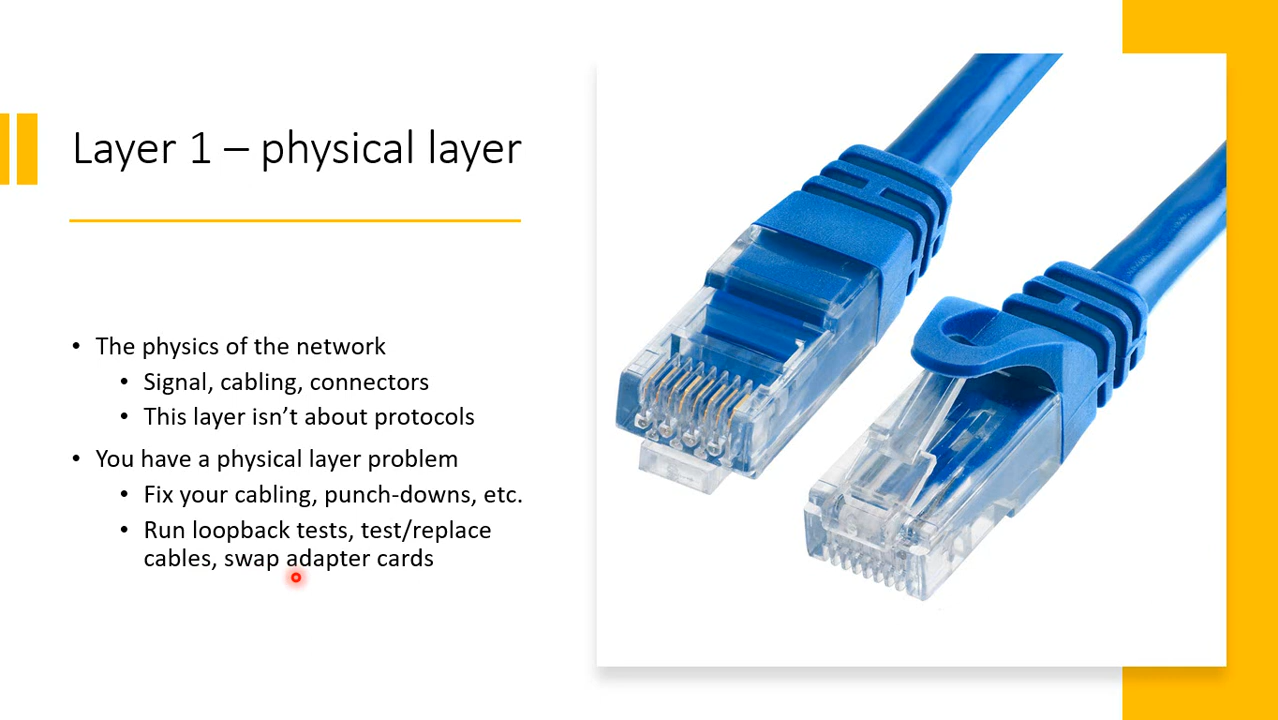 Layer 1 – physical layer
• The physics of the network
• Signal, cabling, connectors
• This layer isn’t about protocols
• You have a physical layer problem
• Fix your cabling, punch-downs, etc.
• Run loopback tests, test/replace
cables, swap adapter cards